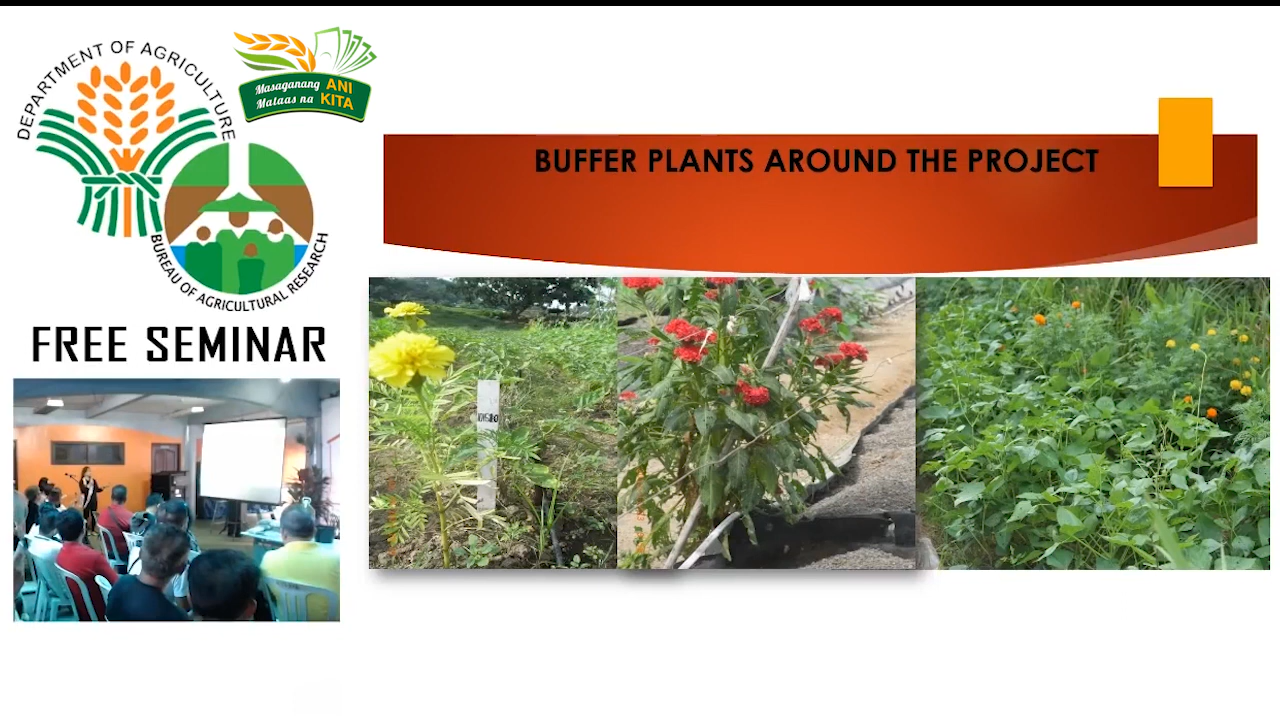 DEPARTMENT OF AGRICULTURE
Masaganang ANI
Mataas na KITA
BUREAU OF AGRICULTURAL RESEARCH
FREE SEMINAR
BUFFER PLANTS AROUND THE PROJECT